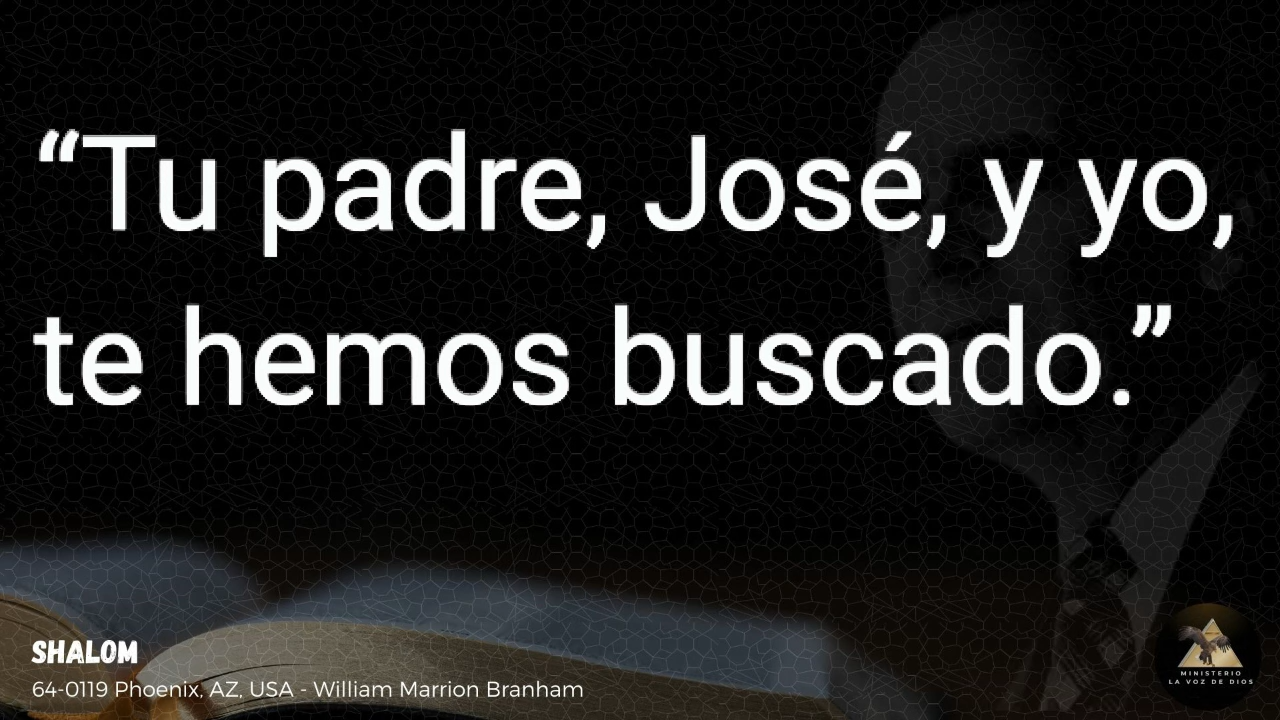 “Tu padre, José, y yo,
te hemos buscado.”
SHALOM
64-0119 Phoenix, AZ, USA - William Marrion Branham
MINISTERIO
LA VOZ DE DIOS